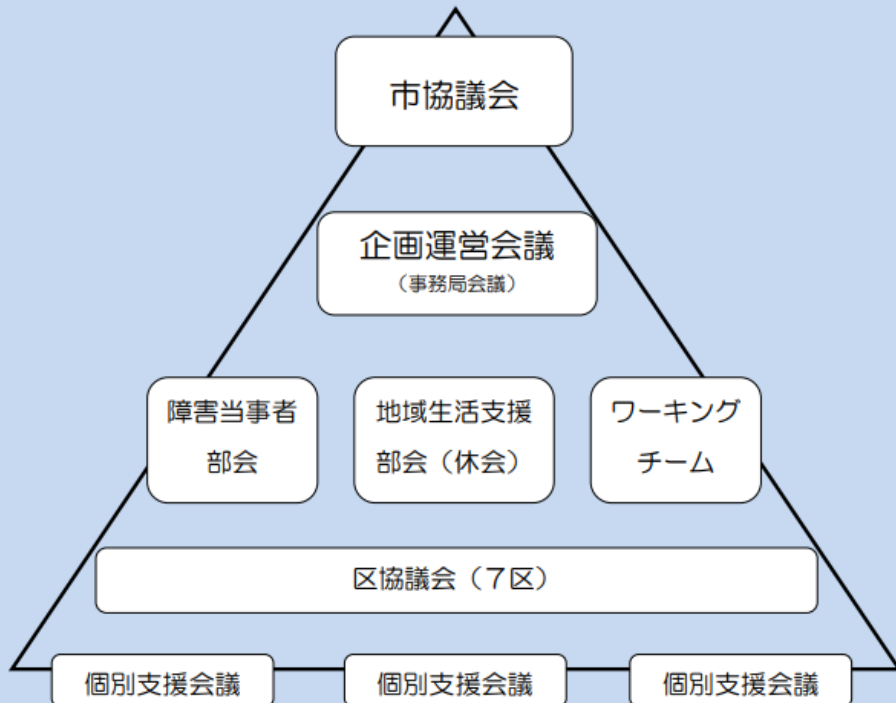 市協議会
企画運営会議
（事務局会議）
障害当事者
部会
地域生活支援
部会（休会）
ワーキング
チーム
区協議会（７区）
個別支援会議
個別支援会議
個別支援会議